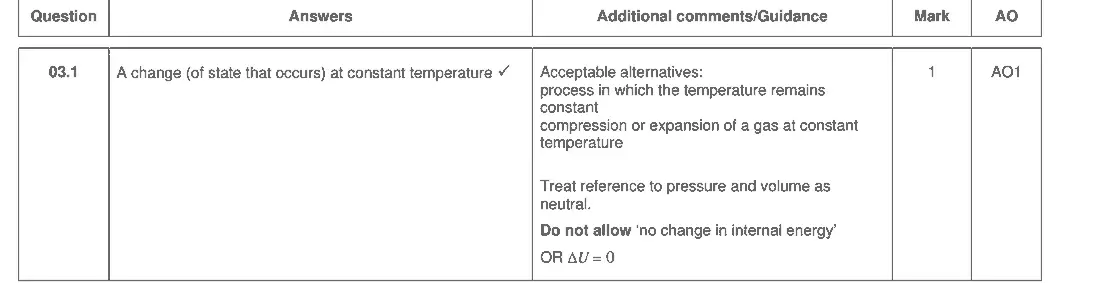 Question Answers Additional comments/Guidance Mark AO
03.1 A change (of state that occurs) at constant temperature ✓ Acceptable alternatives: 1 AO1
process in which the temperature remains
constant
compression or expansion of a gas at constant
temperature
Treat reference to pressure and volume as
neutral.
Do not allow 'no change in internal energy'
OR ΔU = 0